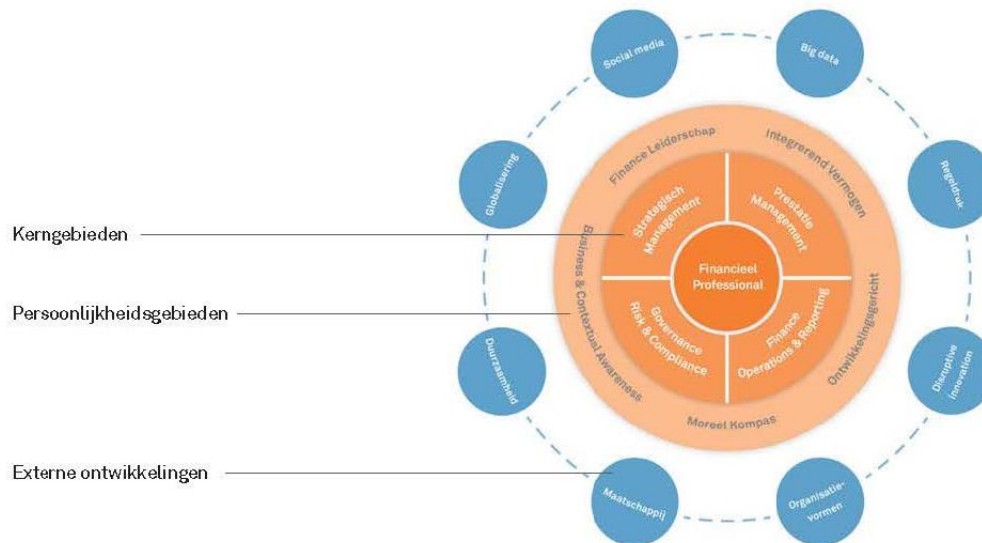 Kerngebieden
Persoonlijkheidsgebieden
Externe ontwikkelingen
Social media
Big data
Globalisering
Regeldruk
Duurzaamheid
Disruptive
innovation
Maatschappij
Organisatie-
vormen
Finance Leiderschap
Integrerend Vermogen
Business & Contextual Awareness
Ontwikkelingsgericht
Moreel Kompas
Strategisch
Management
Prestatie
Management
Governance
Risk & Compliance
Finance
Operations & Reporting
Financieel
Professional